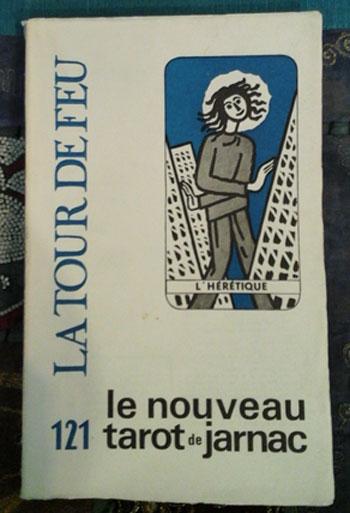 LA TOUR DE FEU
L'HÉRÉTIQUE
121
le nouveau
tarot de jarnac